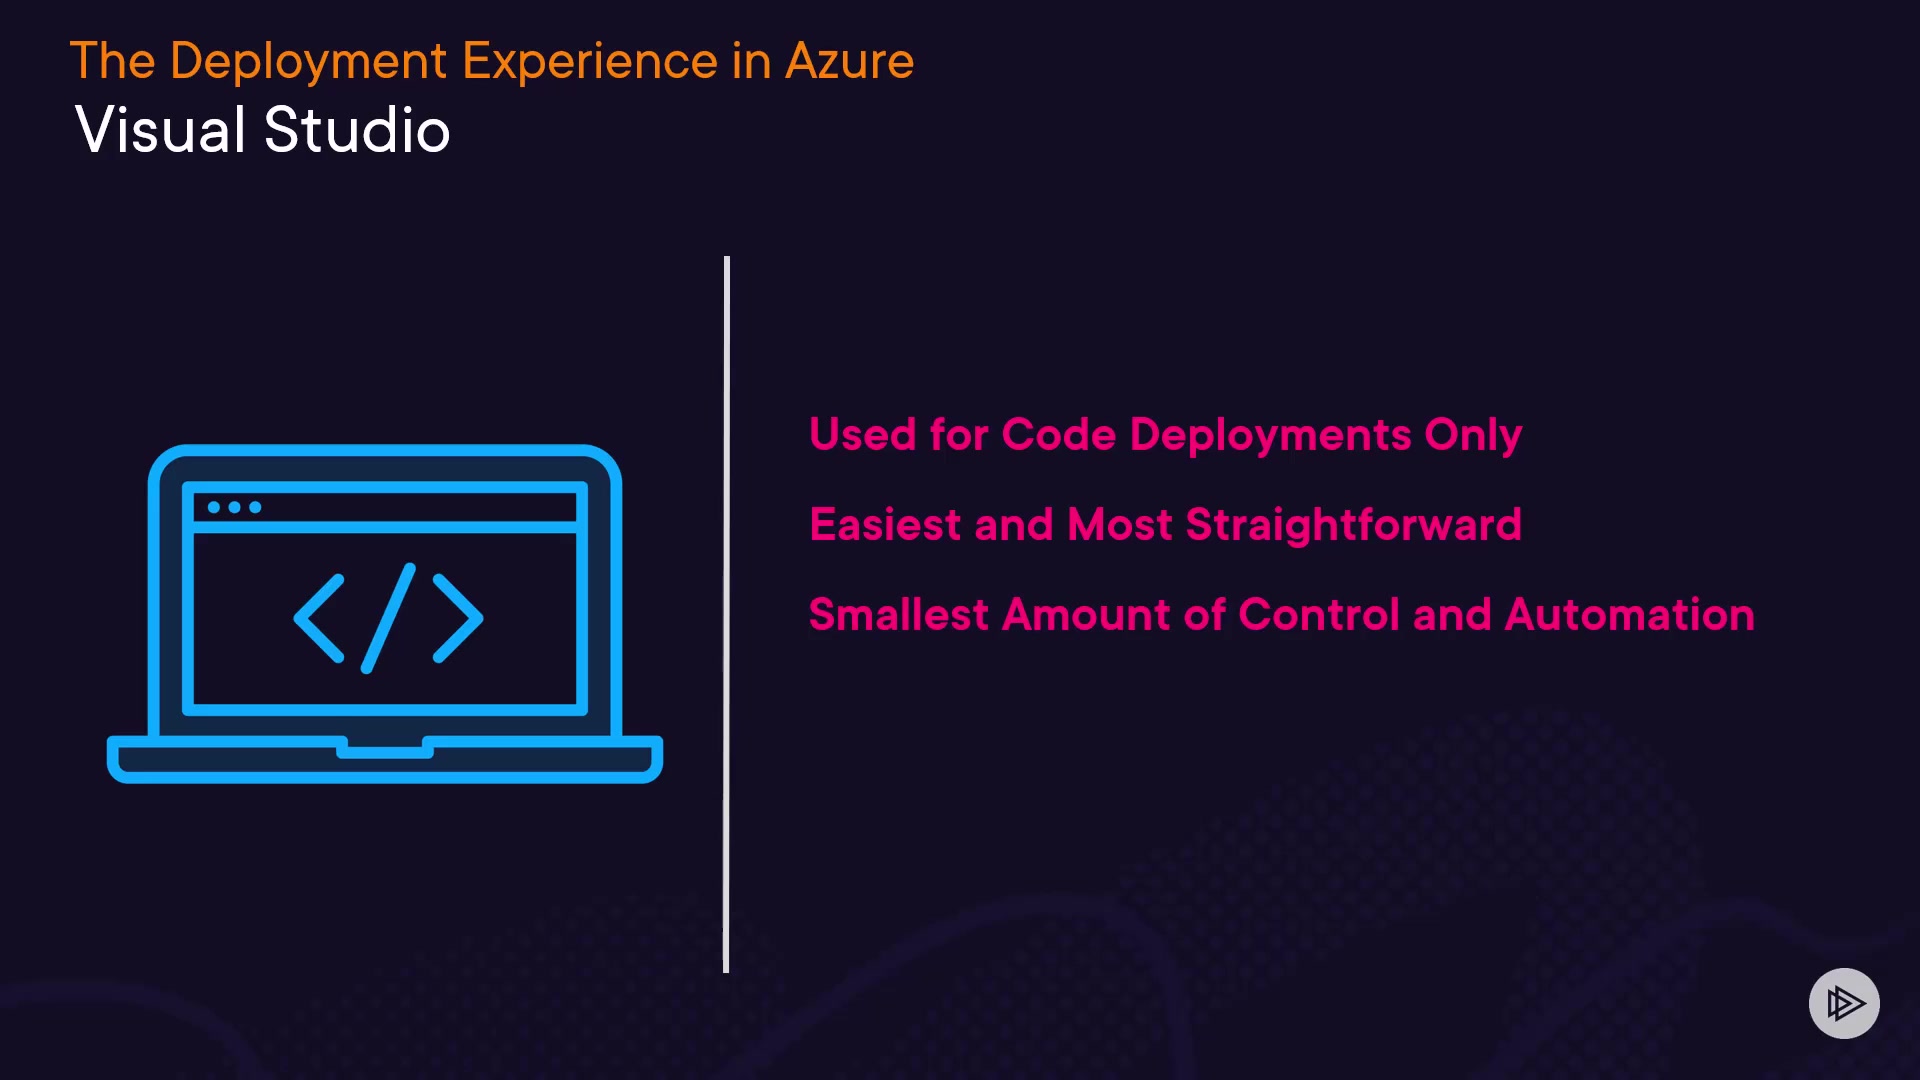 The Deployment Experience in Azure
Visual Studio
Used for Code Deployments Only
Easiest and Most Straightforward
Smallest Amount of Control and Automation